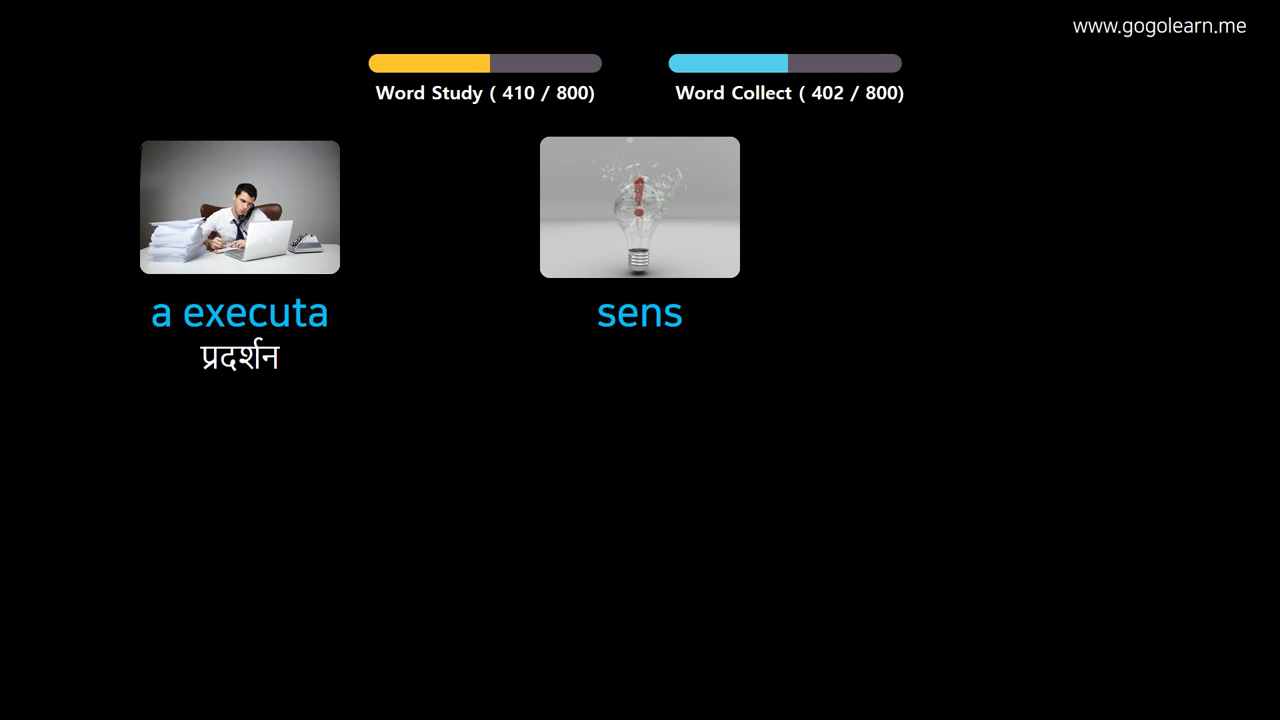 www.gogolearn.me
Word Study ( 410 / 800)
Word Collect ( 402 / 800)
a executa
प्रदर्शन
sens